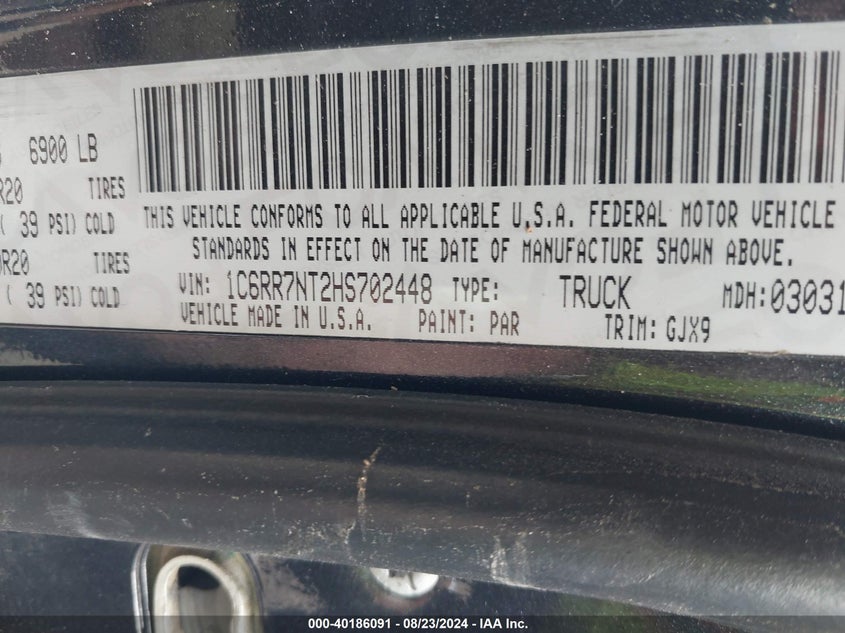 6900 LB
R20 TIRES
( 39 PSI) COLD
R20 TIRES
( 39 PSI) COLD
THIS VEHICLE CONFORMS TO ALL APPLICABLE U.S.A. FEDERAL MOTOR VEHICLE
STANDARDS IN EFFECT ON THE DATE OF MANUFACTURE SHOWN ABOVE.
VIN: 1C6RR7NT2HS702448 TYPE: TRUCK MDH:03031
VEHICLE MADE IN U.S.A. PAINT: PAR TRIM: GJX9
000-40186091 - 08/23/2024 - IAA Inc.